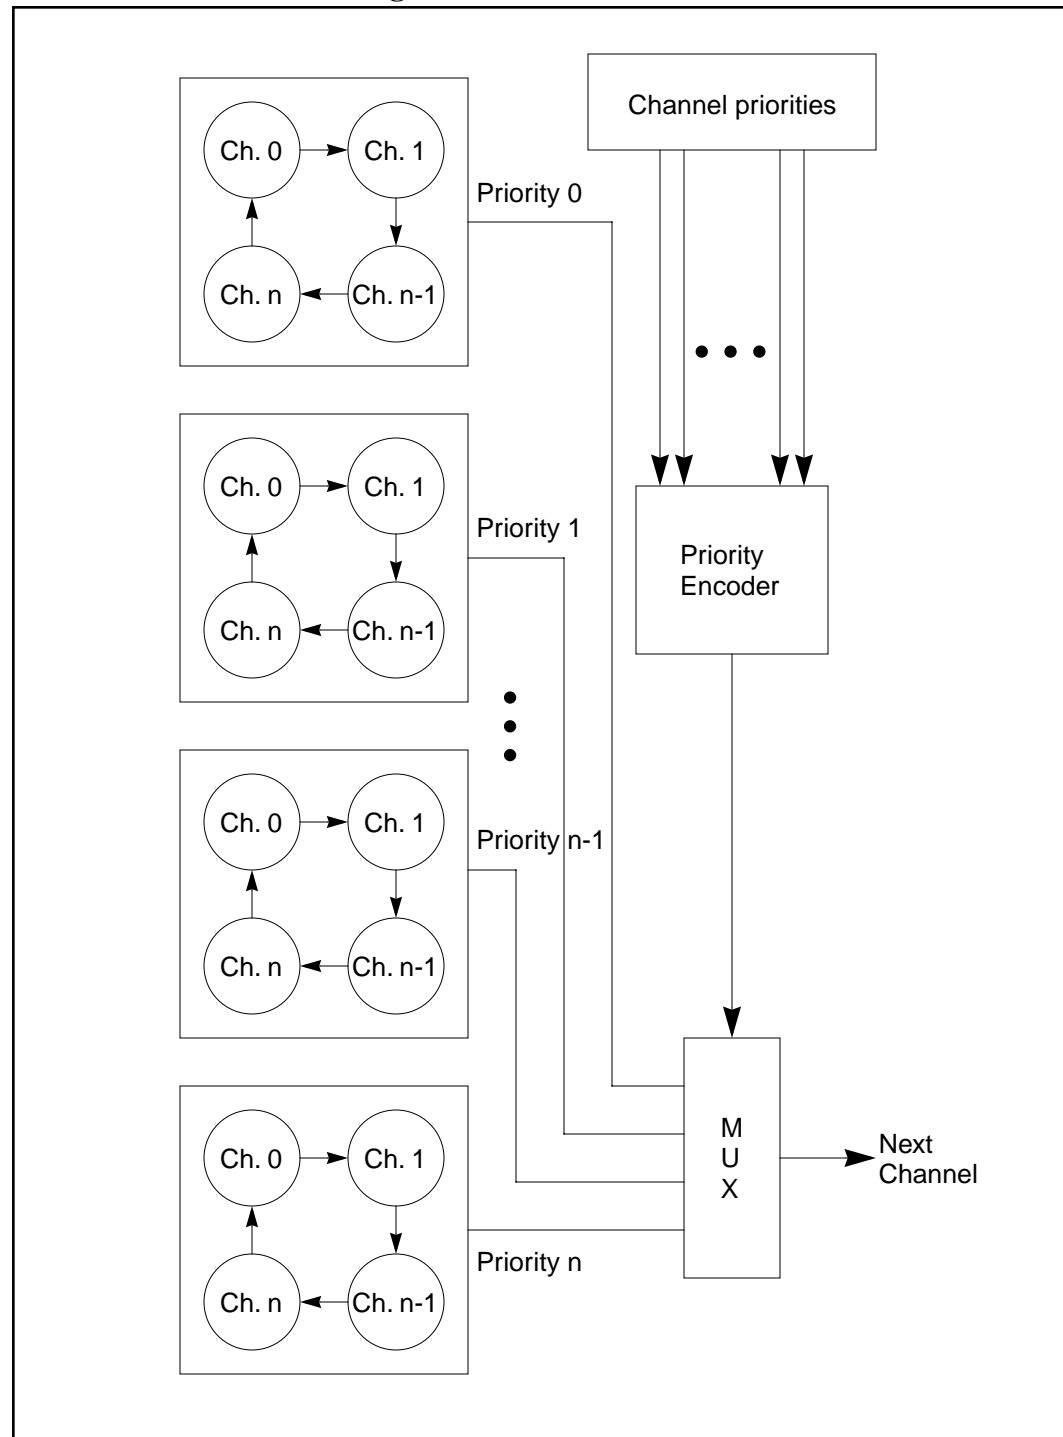 Channel priorities
Ch. 0
Ch. 1
Priority 0
Ch. n
Ch. n-1
Ch. 0
Ch. 1
Priority 1
Ch. n
Ch. n-1
Priority
Encoder
Ch. 0
Ch. 1
Priority n-1
Ch. n
Ch. n-1
Ch. 0
Ch. 1
Ch. n
Ch. n-1
Priority n
M
U
X
Next
Channel